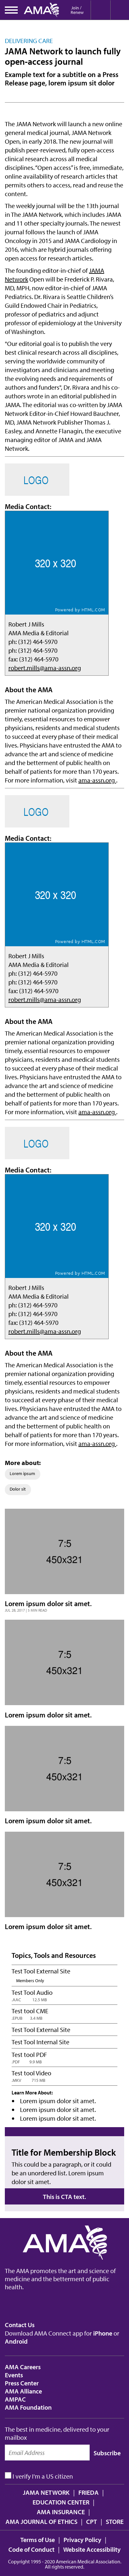 AMA
Join /
Renew
DELIVERING CARE
JAMA Network to launch fully
open-access journal
Example text for a subtitle on a Press
Release page, lorem ipsum dit dolor
The JAMA Network will launch a new online
general medical journal, JAMA Network
Open, in early 2018. The new journal will
publish peer-reviewed, fully open-access
clinical research across all medical
disciplines. "Open access" is free, immediate,
worldwide availability of research articles
and permits reuse consistent with terms of
the permissions associated with the
content.
The weekly journal will be the 13th journal
in The JAMA Network, which includes JAMA
and 11 other specialty journals. The newest
journal follows the launch of JAMA
Oncology in 2015 and JAMA Cardiology in
2016, which are hybrid journals offering
open access for research articles.
The founding editor-in-chief of JAMA
Network Open will be Frederick P. Rivara,
MD, MPH, current editor-in-chief of JAMA
Pediatrics. Dr. Rivara is Seattle Children's
Guild Endowed Chair in Pediatrics,
professor of pediatrics and adjunct
professor of epidemiology at the University
of Washington.
"Our editorial goal is to publish the very
best clinical research across all disciplines,
as well as investigations that challenge
existing knowledge and assumptions of the
research community, clinicians, policy
makers and funders", Dr. Rivara and his co-
authors wrote in an editorial published in
JAMA. The editorial was co-written by JAMA
Network Editor-in-Chief Howard Bauchner,
MD, JAMA Network Publisher Thomas J.
Easley, and Annette Flanagin, the executive
managing editor of JAMA and JAMA
Network.
LOGO
Media Contact:
320 x 320
Powered by HTML.COM
Robert J Mills
AMA Media & Editorial
ph: (312) 464-5970
ph: (312) 464-5970
fax: (312) 464-5970
robert.mills@ama-assn.org
About the AMA
The American Medical Association is the
premier national organization providing
timely, essential resources to empower
physicians, residents and medical students
to succeed at every phase of their medical
lives. Physicians have entrusted the AMA to
advance the art and science of medicine
and the betterment of public health on
behalf of patients for more than 170 years.
For more information, visit ama-assn.org .
LOGO
Media Contact:
320 x 320
Powered by HTML.COM
Robert J Mills
AMA Media & Editorial
ph: (312) 464-5970
ph: (312) 464-5970
fax: (312) 464-5970
robert.mills@ama-assn.org
About the AMA
The American Medical Association is the
premier national organization providing
timely, essential resources to empower
physicians, residents and medical students
to succeed at every phase of their medical
lives. Physicians have entrusted the AMA to
advance the art and science of medicine
and the betterment of public health on
behalf of patients for more than 170 years.
For more information, visit ama-assn.org .
LOGO
Media Contact:
320 x 320
Powered by HTML.COM
Robert J Mills
AMA Media & Editorial
ph: (312) 464-5970
ph: (312) 464-5970
fax: (312) 464-5970
robert.mills@ama-assn.org
About the AMA
The American Medical Association is the
premier national organization providing
timely, essential resources to empower
physicians, residents and medical students
to succeed at every phase of their medical
lives. Physicians have entrusted the AMA to
advance the art and science of medicine
and the betterment of public health on
behalf of patients for more than 170 years.
For more information, visit ama-assn.org .
More about:
Lorem Ipsum
Dolor sit
7:5
450x321
Lorem ipsum dolor sit amet.
7:5
450x321
Lorem ipsum dolor sit amet.
7:5
450x321
Lorem ipsum dolor sit amet.
7:5
450x321
Lorem ipsum dolor sit amet.
Topics, Tools and Resources
Test Tool External Site
Members Only
Test Tool Audio
.AAC 12.5 MB
Test tool CME
.EPUB 3.6 MB
Test Tool External Site
Test Tool Internal Site
Test tool PDF
.PDF 9.9 MB
Test tool Video
.MKV 715 MB
Learn More About:
Lorem ipsum dolor sit amet.
Lorem ipsum dolor sit amet.
Lorem ipsum dolor sit amet.
Title for Membership Block
This could be a paragraph, or it could
be an unordered list. Lorem ipsum
dolor sit amet.
This is CTA text.
AMA
The AMA promotes the art and science of
medicine and the betterment of public
health.
Contact Us
Download AMA Connect app for iPhone or
Android
AMA Careers
Events
Press Center
AMA Alliance
AMPAC
AMA Foundation
The best in medicine, delivered to your
mailbox
Email Address
Subscribe
I verify I'm a US citizen
JAMA NETWORK | FRIEDA |
EDUCATION CENTER |
AMA INSURANCE |
AMA JOURNAL OF ETHICS | CPT | STORE
Terms of Use | Privacy Policy |
Code of Conduct | Website Accessibility
Copyright 1995 - 2020 American Medical Association.
All rights reserved.